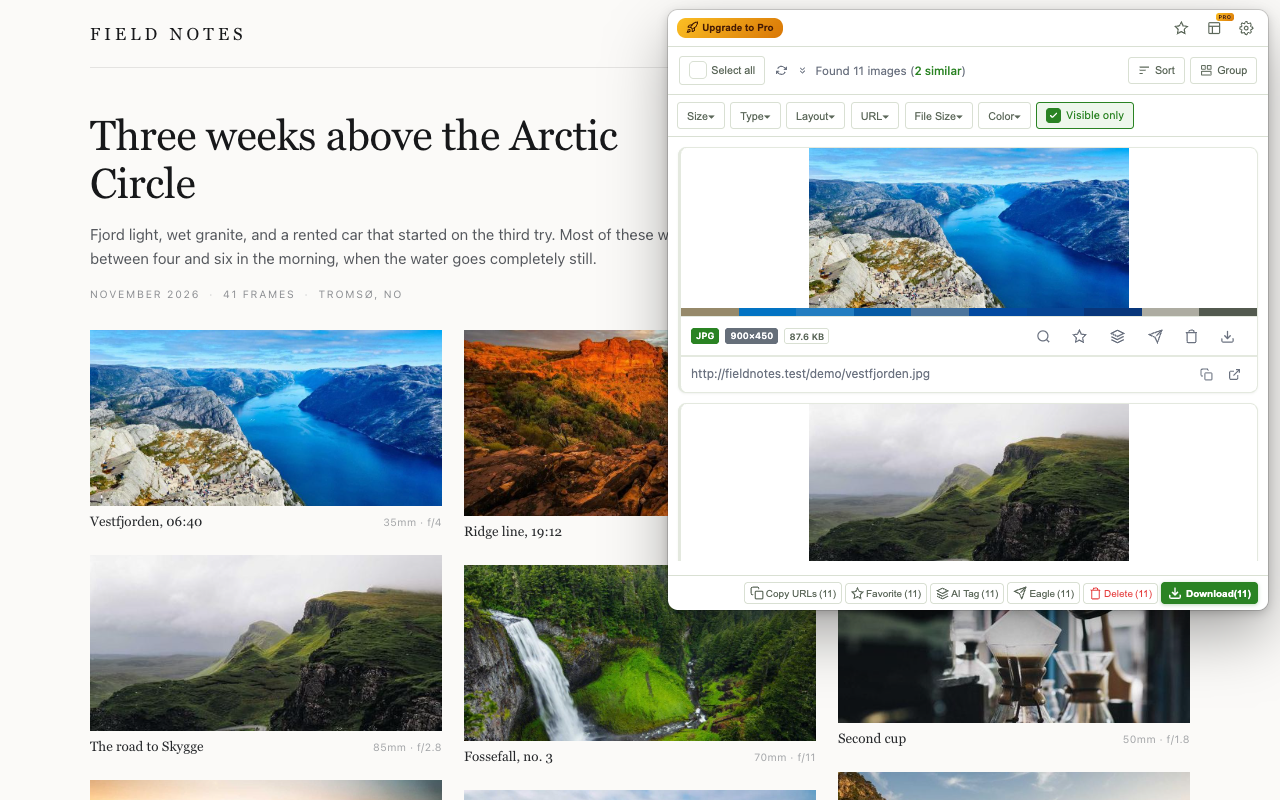 FIELD NOTES
Three weeks above the Arctic
Circle
Fjord light, wet granite, and a rented car that started on the third try. Most of these w
between four and six in the morning, when the water goes completely still.
NOVEMBER 2026 · 41 FRAMES · TROMSØ, NO
Vestfjorden, 06:40
35mm · f/4
Ridge line, 19:12
The road to Skygge
85mm · f/2.8
Fossefall, no. 3
70mm · f/11
Second cup
50mm · f/1.8
Upgrade to Pro
PRO
Select all
Found 11 images (2 similar)
Sort
Group
Size
Type
Layout
URL
File Size
Color
Visible only
JPG
900×450
87.6 KB
http://fieldnotes.test/demo/vestfjorden.jpg
Copy URLs (11)
Favorite (11)
AI Tag (11)
Eagle (11)
Delete (11)
Download(11)